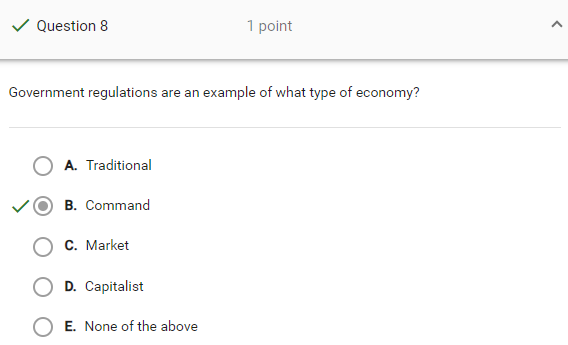 Question 8 1 point
Government regulations are an example of what type of economy?
A. Traditional
B. Command
C. Market
D. Capitalist
E. None of the above